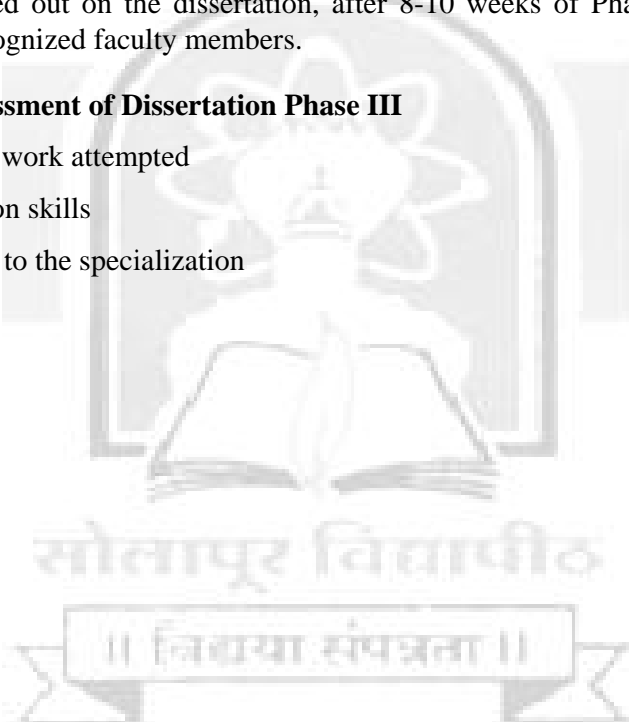 ed out on the dissertation, after 8-10 weeks of Pha
ognized faculty members.
ssment of Dissertation Phase III
work attempted
on skills
to the specialization
सोलापूर विद्यापीठ
॥ विद्यया संपन्नता ॥